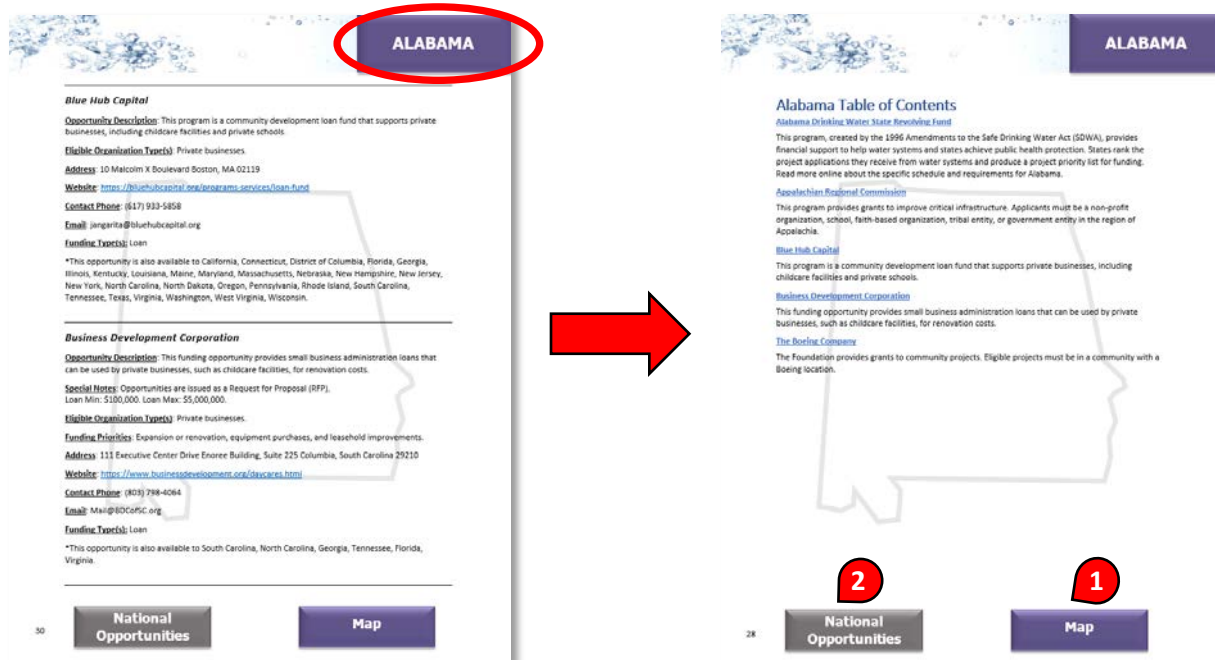 ALABAMA
Blue Hub Capital
Opportunity Description: This program is a community development loan fund that supports private
businesses, including childcare facilities and private schools.
Eligible Organization Type(s): Private businesses.
Address: 10 Malcolm X Boulevard Boston, MA 02119
Website: https://bluehubcapital.org/programs-services/loan-fund
Contact Phone: (617) 933-5858
Email: jangarita@bluehubcapital.org
Funding Type(s): Loan
*This opportunity is also available to California, Connecticut, District of Columbia, Florida, Georgia,
Illinois, Kentucky, Louisiana, Maine, Maryland, Massachusetts, Nebraska, New Hampshire, New Jersey,
New York, North Carolina, North Dakota, Oregon, Pennsylvania, Rhode Island, South Carolina,
Tennessee, Texas, Virginia, Washington, West Virginia, Wisconsin.
Business Development Corporation
Opportunity Description: This funding opportunity provides small business administration loans that
can be used by private businesses, such as childcare facilities, for renovation costs.
Special Notes: Opportunities are issued as a Request for Proposal (RFP).
Loan Min: $100,000. Loan Max: $5,000,000.
Eligible Organization Type(s): Private businesses.
Funding Priorities: Expansion or renovation, equipment purchases, and leasehold improvements.
Address: 111 Executive Center Drive Enoree Building, Suite 225 Columbia, South Carolina 29210
Website: https://www.businessdevelopment.org/daycares.html
Contact Phone: (803) 798-4064
Email: Mail@BDCofSC.org
Funding Type(s): Loan
*This opportunity is also available to South Carolina, North Carolina, Georgia, Tennessee, Florida,
Virginia.
30
National
Opportunities
Map
ALABAMA
Alabama Table of Contents
Alabama Drinking Water State Revolving Fund
This program, created by the 1996 Amendments to the Safe Drinking Water Act (SDWA), provides
financial support to help water systems and states achieve public health protection. States rank the
project applications they receive from water systems and produce a project priority list for funding.
Read more online about the specific schedule and requirements for Alabama.
Appalachian Regional Commission
This program provides grants to improve critical infrastructure. Applicants must be a non-profit
organization, school, faith-based organization, tribal entity, or government entity in the region of
Appalachia.
Blue Hub Capital
This program is a community development loan fund that supports private businesses, including
childcare facilities and private schools.
Business Development Corporation
This funding opportunity provides small business administration loans that can be used by private
businesses, such as childcare facilities, for renovation costs.
The Boeing Company
The Foundation provides grants to community projects. Eligible projects must be in a community with a
Boeing location.
2
1
28
National
Opportunities
Map